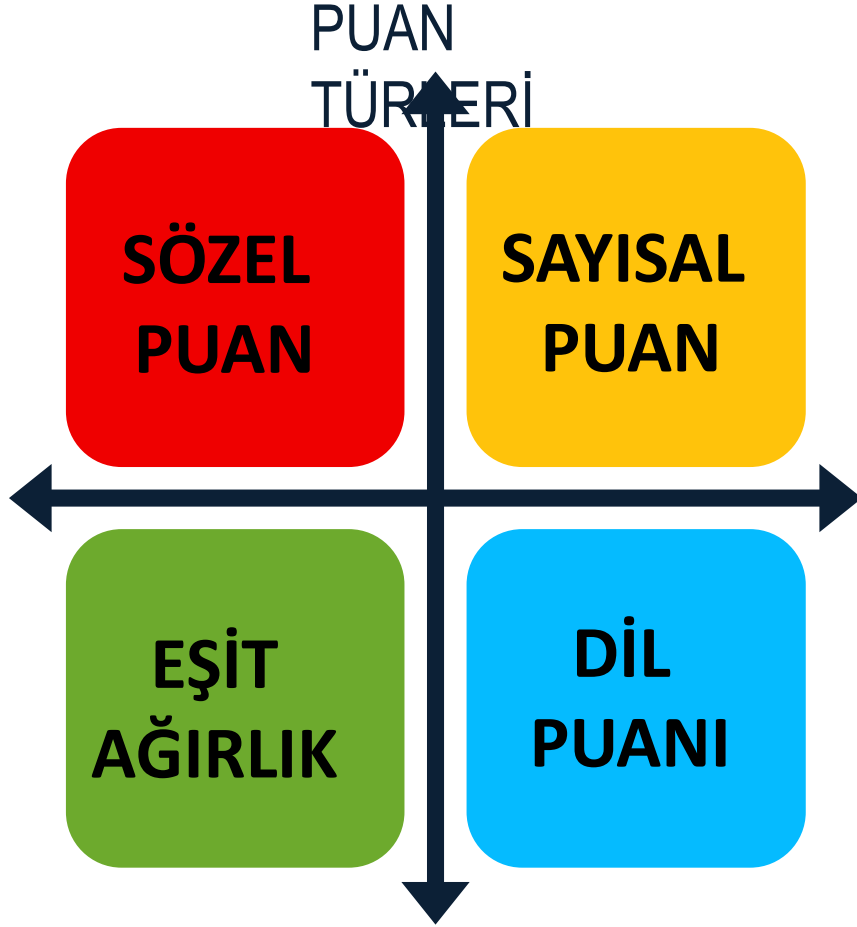 PUAN
TÜRLERİ
SÖZEL
PUAN
SAYISAL
PUAN
EŞİT
AĞIRLIK
DİL
PUANI